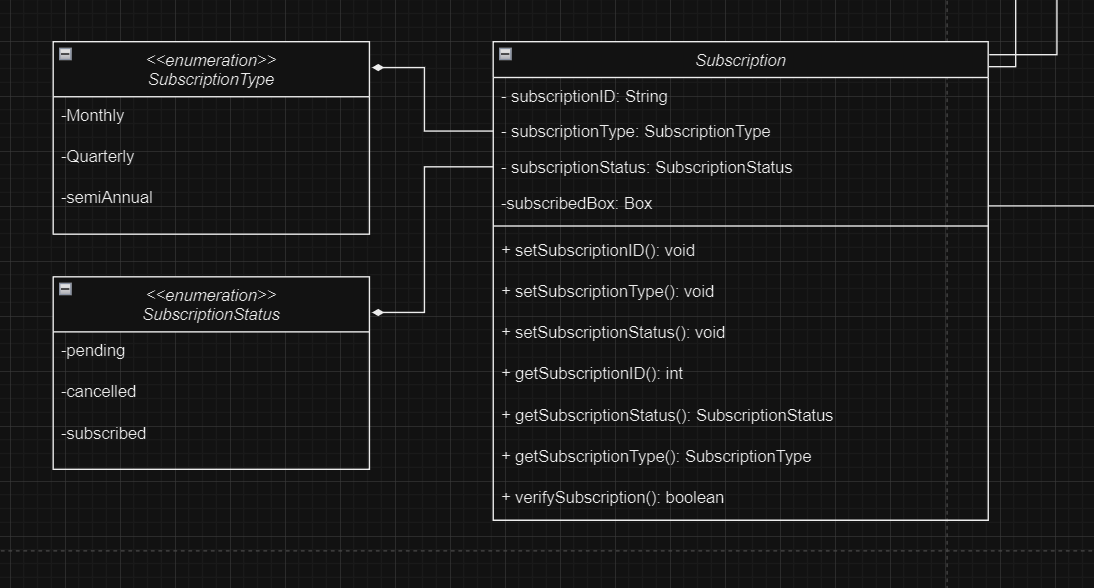 <<enumeration>>
SubscriptionType
-Monthly
-Quarterly
-semiAnnual
<<enumeration>>
SubscriptionStatus
-pending
-cancelled
-subscribed
Subscription
- subscriptionID: String
- subscriptionType: SubscriptionType
- subscriptionStatus: SubscriptionStatus
-subscribedBox: Box
+ setSubscriptionID(): void
+ setSubscriptionType(): void
+ setSubscriptionStatus(): void
+ getSubscriptionID(): int
+ getSubscriptionStatus(): SubscriptionStatus
+ getSubscriptionType(): SubscriptionType
+ verifySubscription(): boolean